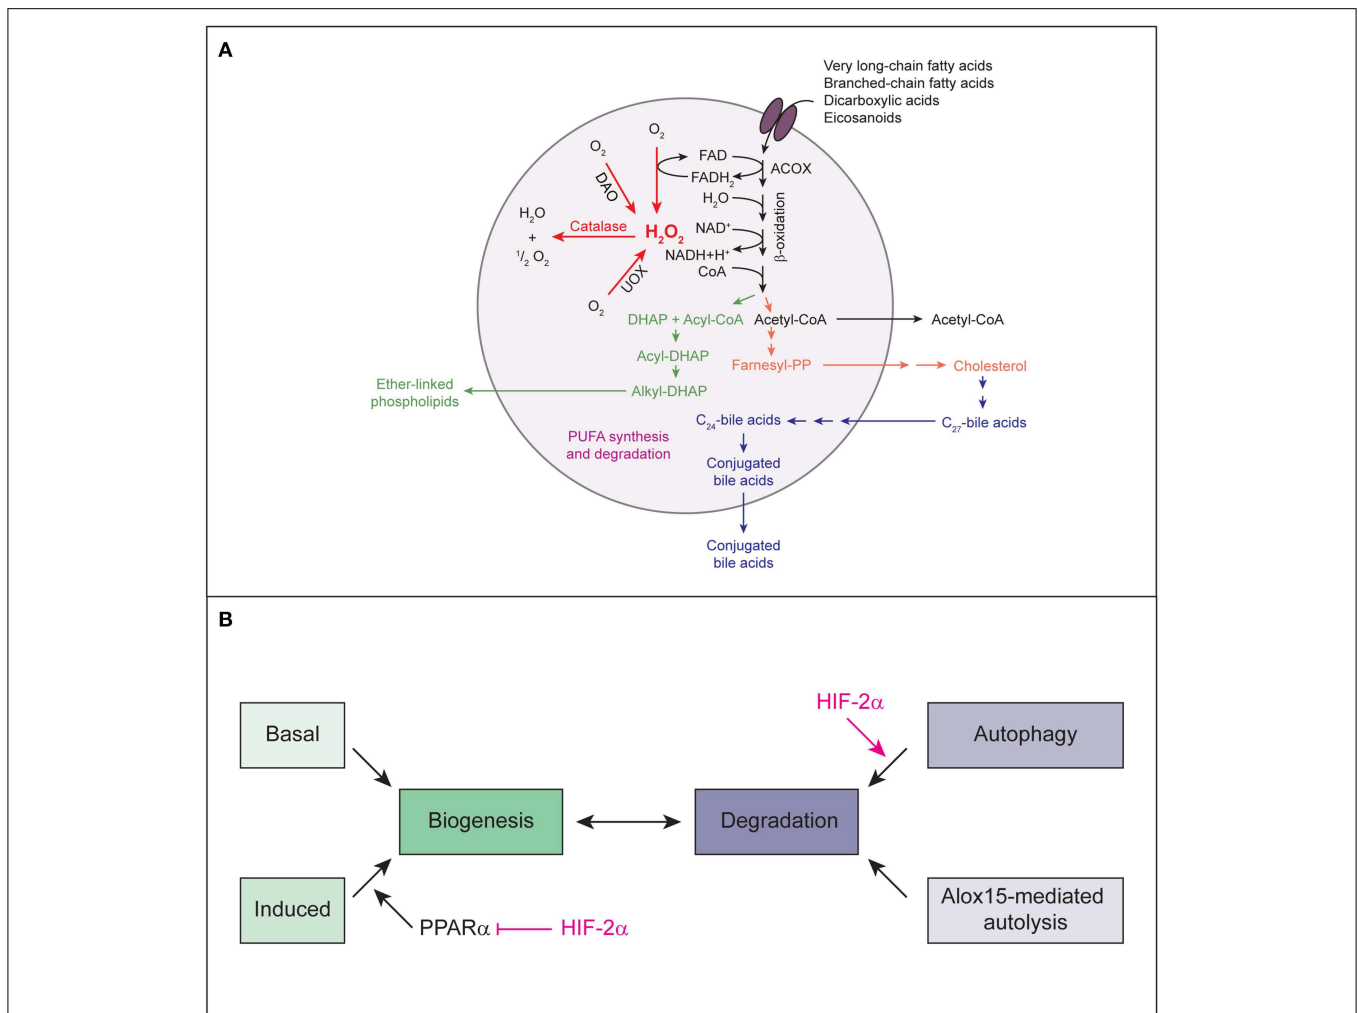 A
Very long-chain fatty acids
Branched-chain fatty acids
Dicarboxylic acids
Eicosanoids
O₂
O₂
DAO
FAD
FADH₂
ACOX
H₂O
NAD⁺
NADH+H⁺
CoA
β-oxidation
H₂O
+
¹/₂ O₂
Catalase
H₂O₂
UOX
O₂
DHAP + Acyl-CoA
Acetyl-CoA
Acetyl-CoA
Acyl-DHAP
Farnesyl-PP
Cholesterol
Ether-linked
phospholipids
Alkyl-DHAP
C₂₄-bile acids
C₂₇-bile acids
PUFA synthesis
and degradation
Conjugated
bile acids
Conjugated
bile acids
B
Basal
HIF-2α
Autophagy
Biogenesis
Degradation
Induced
PPARα
HIF-2α
Alox15-mediated
autolysis